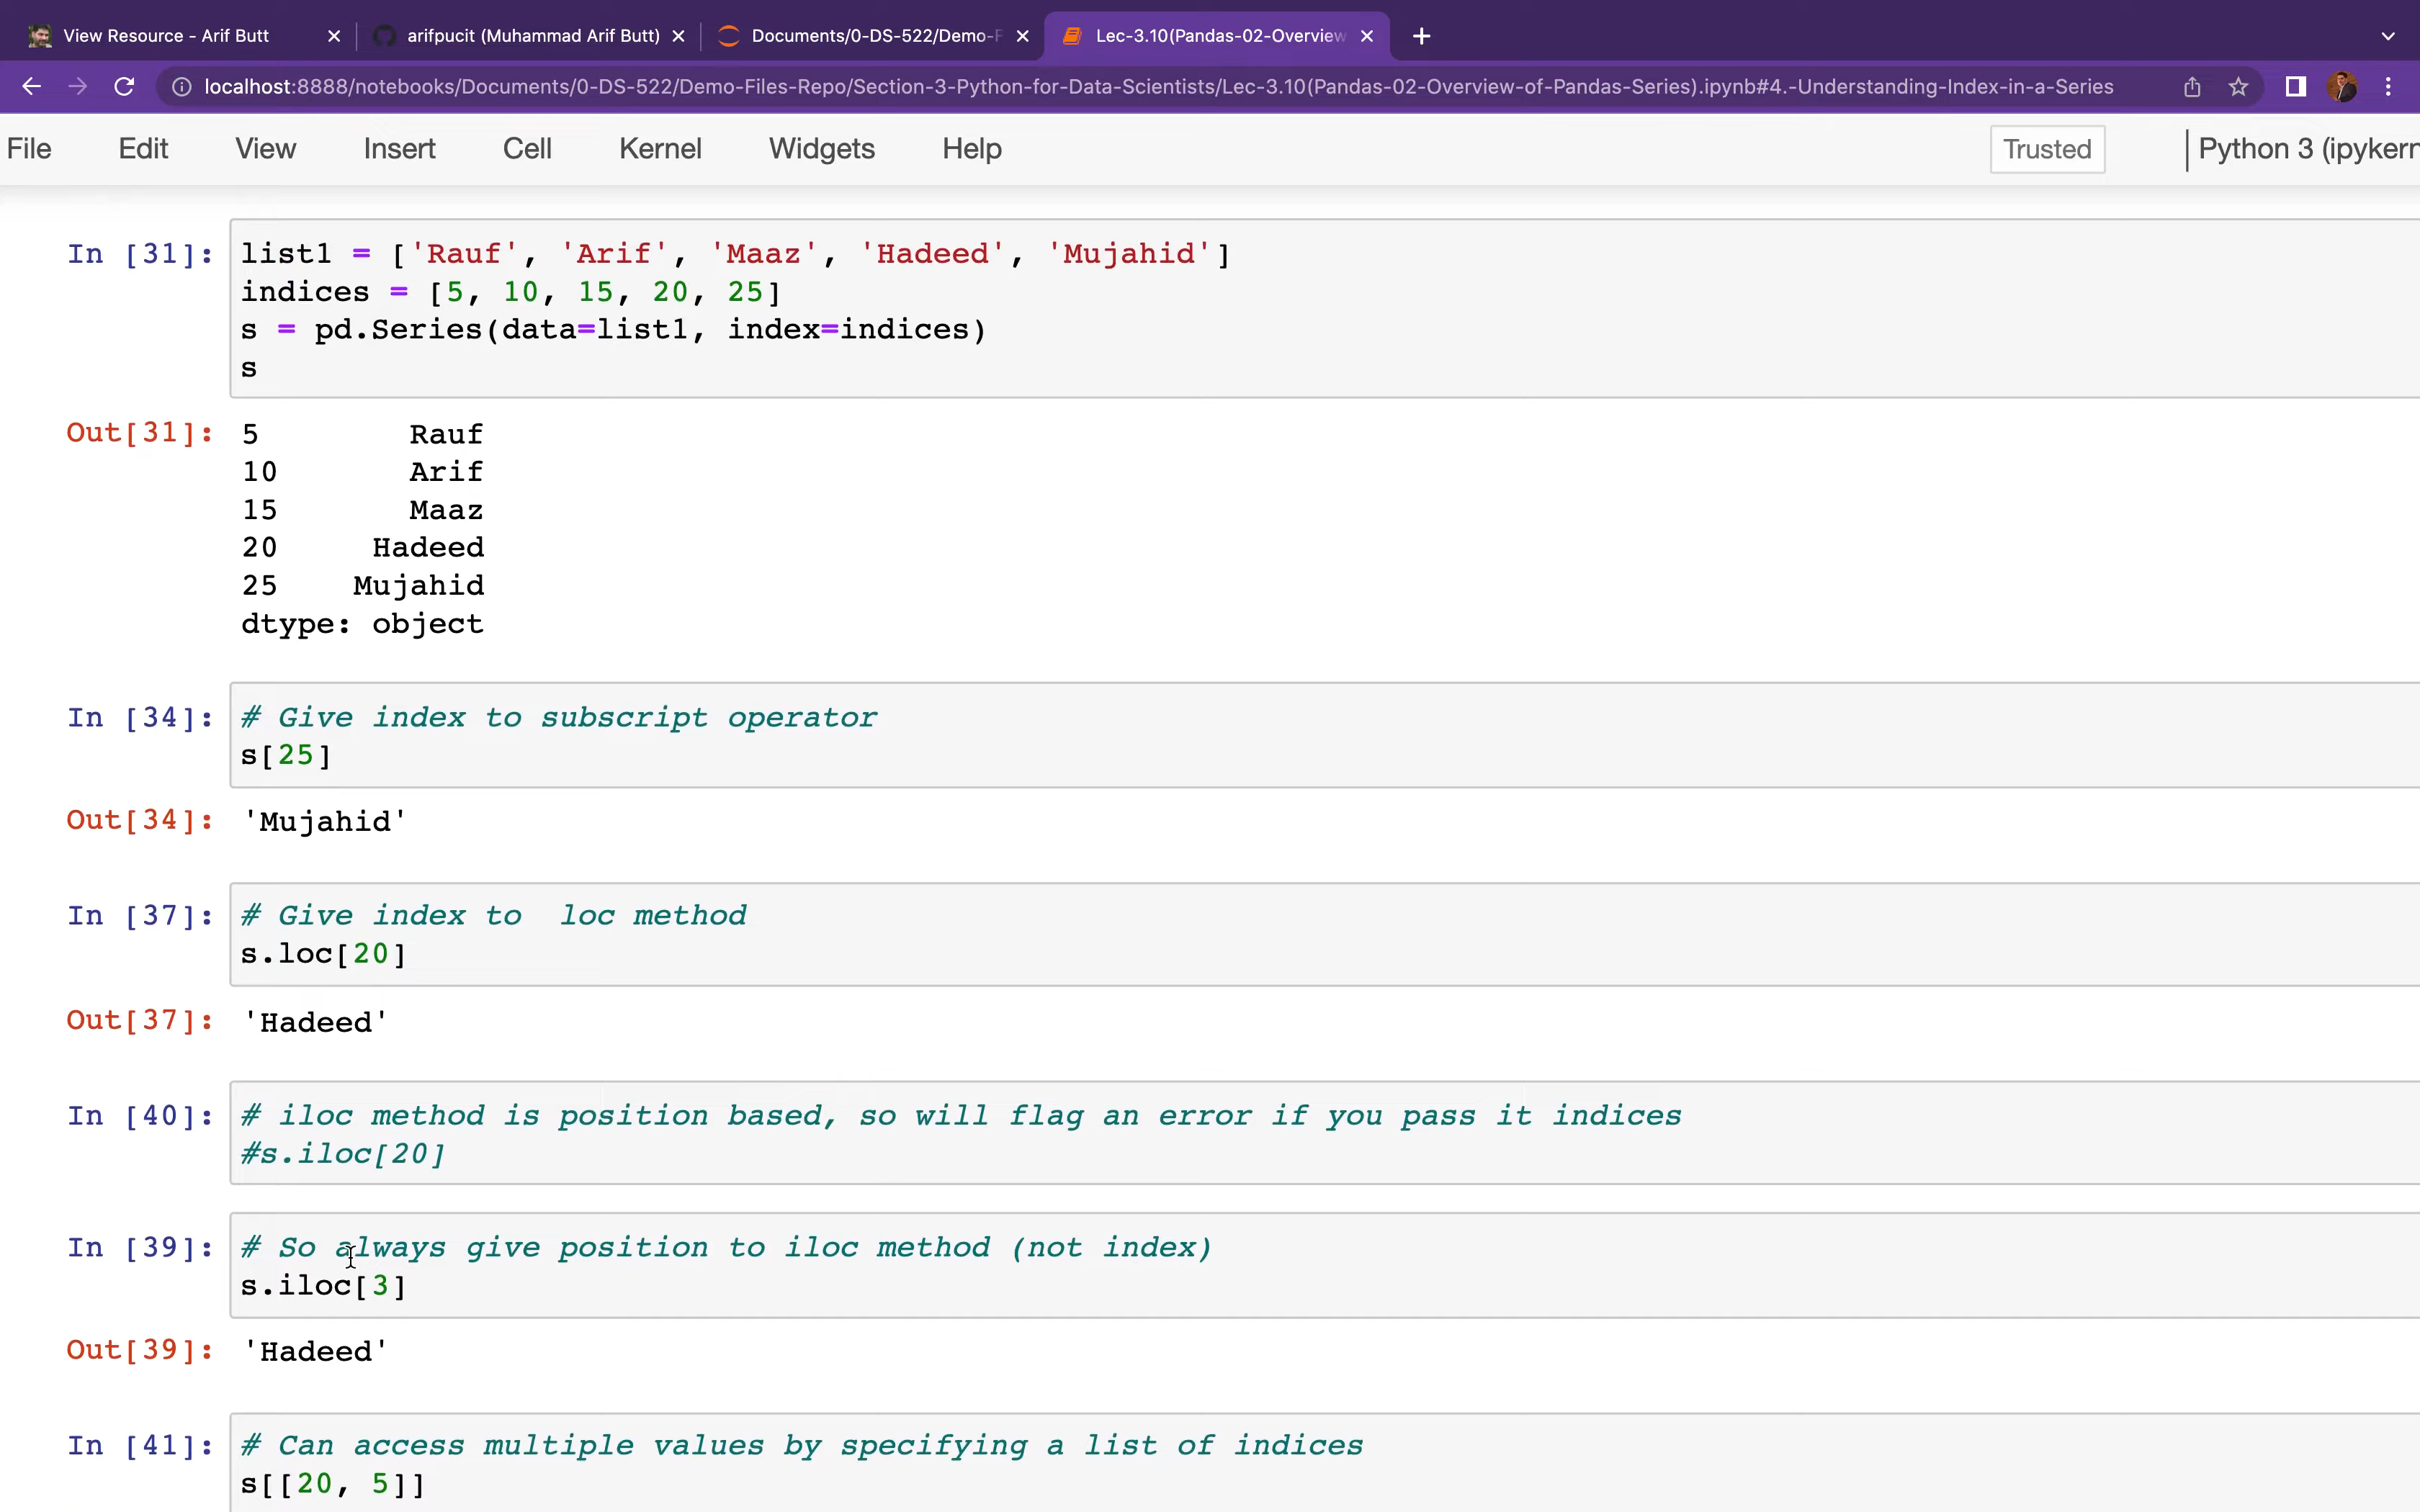 View Resource - Arif Butt
arifpucit (Muhammad Arif Butt)
Documents/0-DS-522/Demo-F
Lec-3.10(Pandas-02-Overview
localhost:8888/notebooks/Documents/0-DS-522/Demo-Files-Repo/Section-3-Python-for-Data-Scientists/Lec-3.10(Pandas-02-Overview-of-Pandas-Series).ipynb#4.-Understanding-Index-in-a-Series
File Edit View Insert Cell Kernel Widgets Help Trusted Python 3 (ipykern
In [31]: list1 = ['Rauf', 'Arif', 'Maaz', 'Hadeed', 'Mujahid']
indices = [5, 10, 15, 20, 25]
s = pd.Series(data=list1, index=indices)
s
Out[31]: 5 Rauf
10 Arif
15 Maaz
20 Hadeed
25 Mujahid
dtype: object
In [34]: # Give index to subscript operator
s[25]
Out[34]: 'Mujahid'
In [37]: # Give index to  loc method
s.loc[20]
Out[37]: 'Hadeed'
In [40]: # iloc method is position based, so will flag an error if you pass it indices
#s.iloc[20]
In [39]: # So always give position to iloc method (not index)
s.iloc[3]
Out[39]: 'Hadeed'
In [41]: # Can access multiple values by specifying a list of indices
s[[20, 5]]